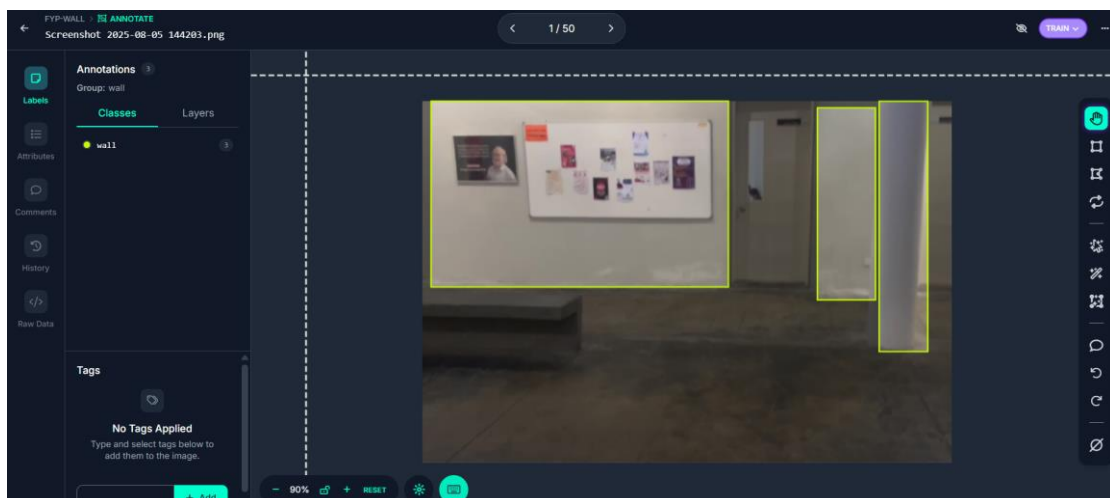 FYP-WALL > ANNOTATE
Screenshot 2025-08-05 144203.png
1/50
TRAIN
Labels
Attributes
Comments
History
Raw Data
Annotations 3
Group: wall
Classes Layers
wall 3
Tags
No Tags Applied
Type and select tags below to
add them to the image.
+ Add
- 90% + RESET